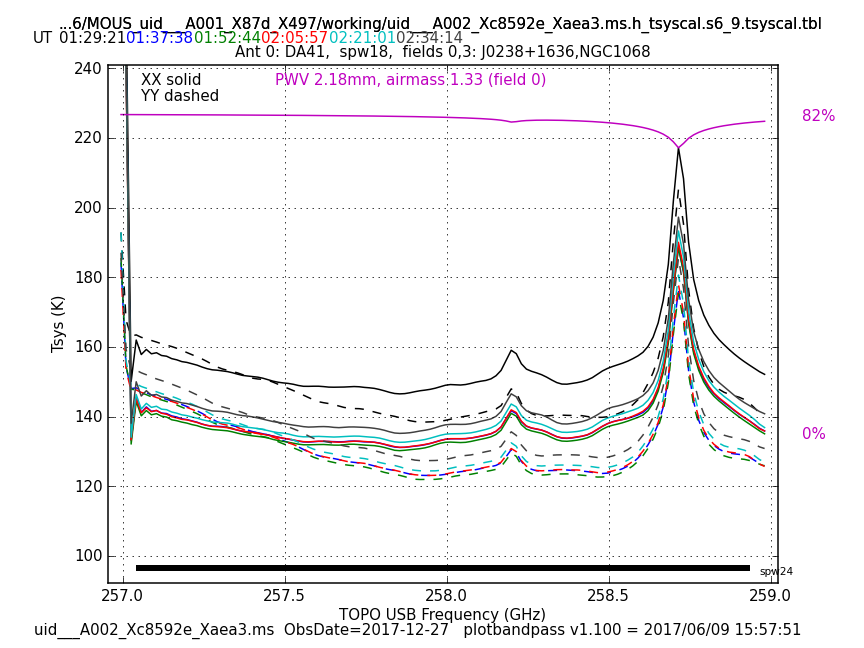 ...6/MOUS_uid___A001_X87d_X497/working/uid___A002_Xc8592e_Xaea3.ms.h_tsyscal.s6_9.tsyscal.tbl
UT 01:29:21 01:37:38 01:52:44 02:05:57 02:21:01 02:34:14
Ant 0: DA41, spw18, fields 0,3: J0238+1636,NGC1068
XX solid
PWV 2.18mm, airmass 1.33 (field 0)
YY dashed
240
220
200
180
160
140
120
100
82%
0%
Tsys (K)
spw24
257.0 257.5 258.0 258.5 259.0
TOPO USB Frequency (GHz)
uid___A002_Xc8592e_Xaea3.ms ObsDate=2017-12-27 plotbandpass v1.100 = 2017/06/09 15:57:51